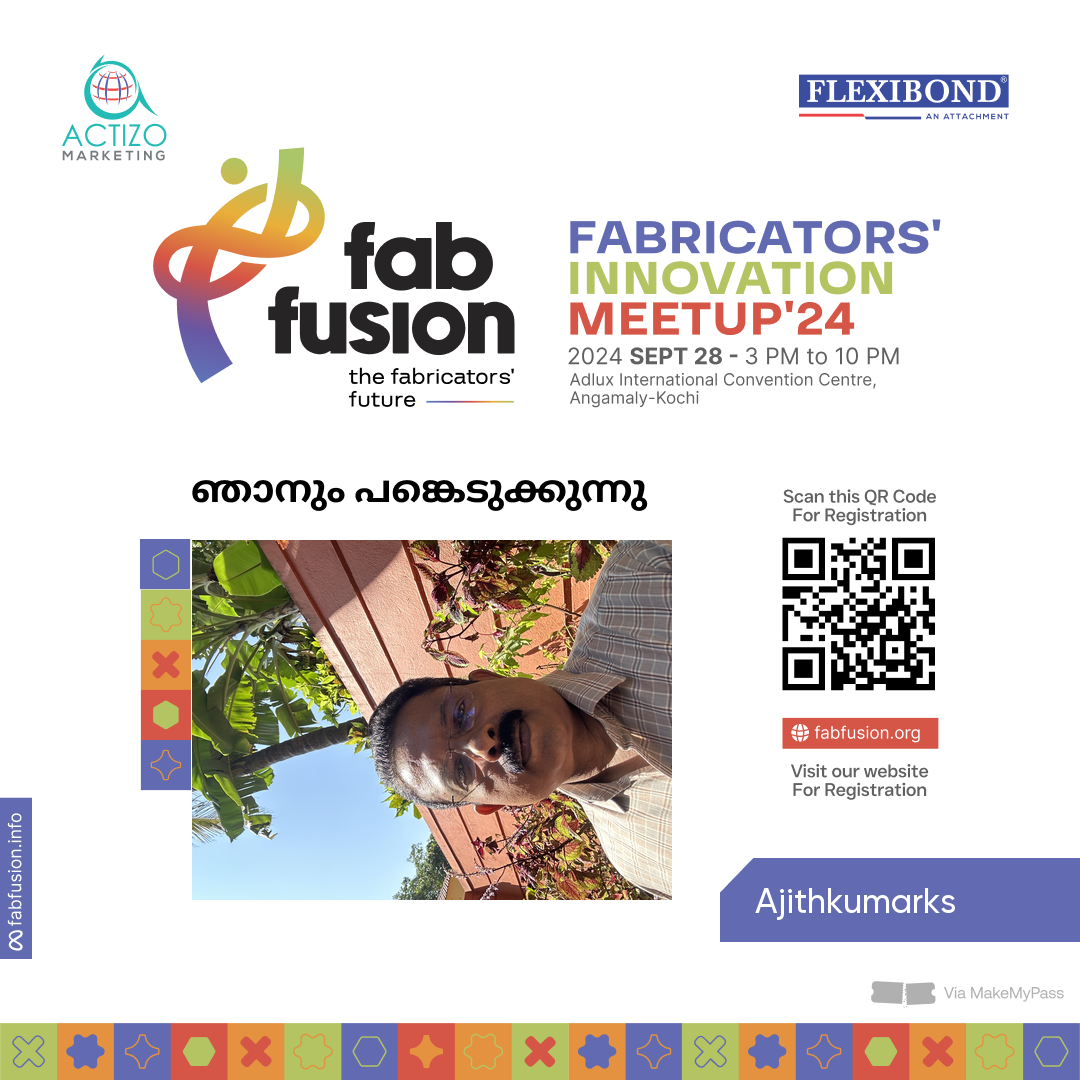 ACTIZO
MARKETING
FLEXIBOND®
AN ATTACHMENT
fab
fusion
the fabricators'
future
FABRICATORS'
INNOVATION
MEETUP'24
2024 SEPT 28 - 3 PM to 10 PM
Adlux International Convention Centre,
Angamaly-Kochi
ഞാനും പങ്കെടുക്കുന്നു
Scan this QR Code
For Registration
fabfusion.org
Visit our website
For Registration
fabfusion.info
Ajithkumarks
Via MakeMyPass